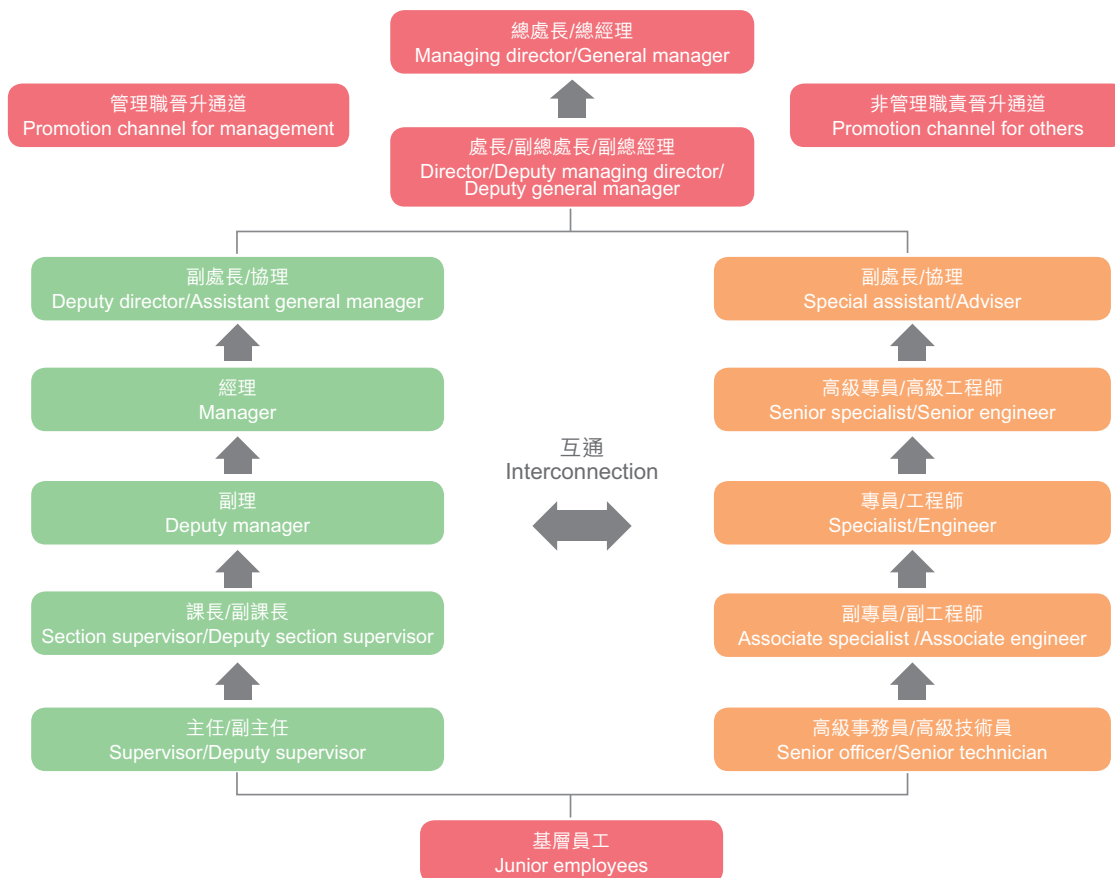 總處長/總經理
Managing director/General manager
管理職晉升通道
Promotion channel for management
非管理職責晉升通道
Promotion channel for others
處長/副總處長/副總經理
Director/Deputy managing director/
Deputy general manager
副處長/協理
Deputy director/Assistant general manager
經理
Manager
副理
Deputy manager
課長/副課長
Section supervisor/Deputy section supervisor
主任/副主任
Supervisor/Deputy supervisor
互通
Interconnection
副處長/協理
Special assistant/Adviser
高級專員/高級工程師
Senior specialist/Senior engineer
專員/工程師
Specialist/Engineer
副專員/副工程師
Associate specialist /Associate engineer
高級事務員/高級技術員
Senior officer/Senior technician
基層員工
Junior employees